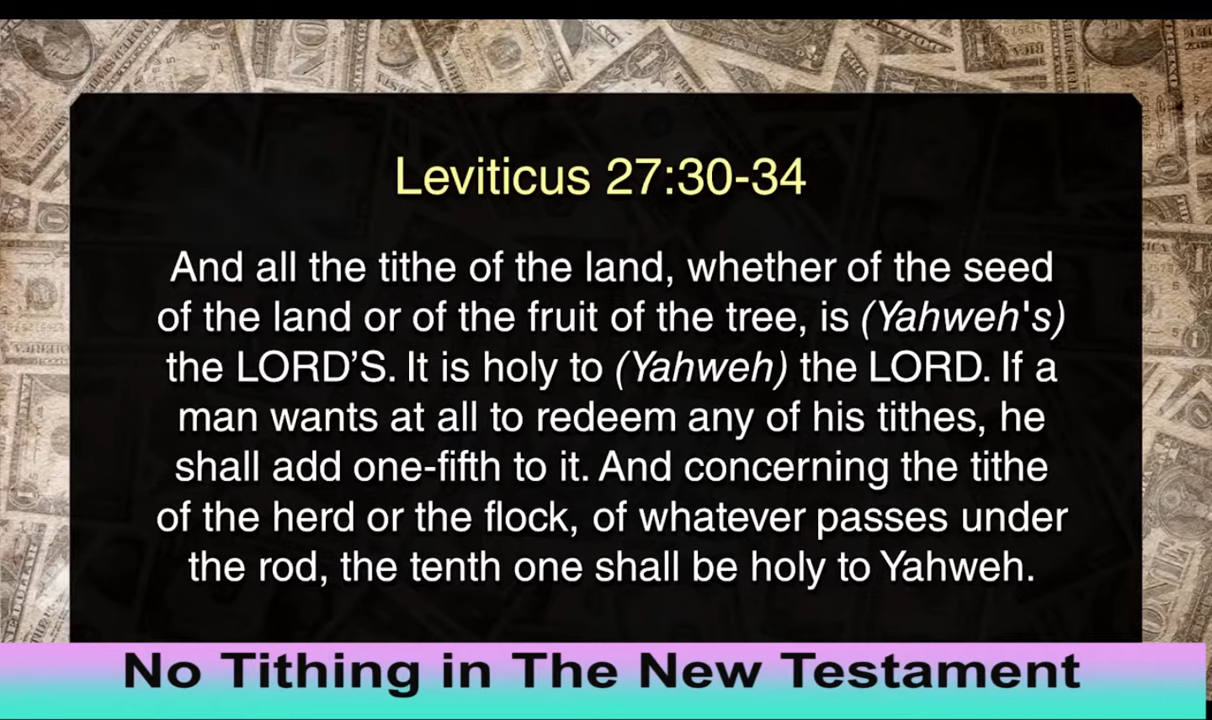 Leviticus 27:30-34
And all the tithe of the land, whether of the seed
of the land or of the fruit of the tree, is (Yahweh's)
the LORD’S. It is holy to (Yahweh) the LORD. If a
man wants at all to redeem any of his tithes, he
shall add one-fifth to it. And concerning the tithe
of the herd or the flock, of whatever passes under
the rod, the tenth one shall be holy to Yahweh.
No Tithing in The New Testament